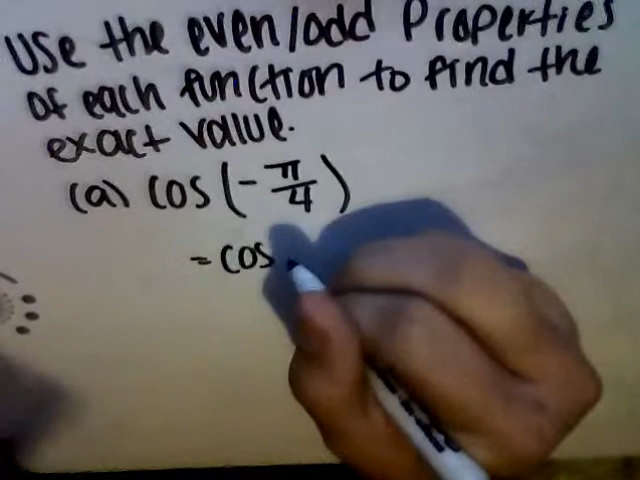 Use the even/odd Properties
of each function to find the
exact value.
(a) cos(-π/4)
= cos